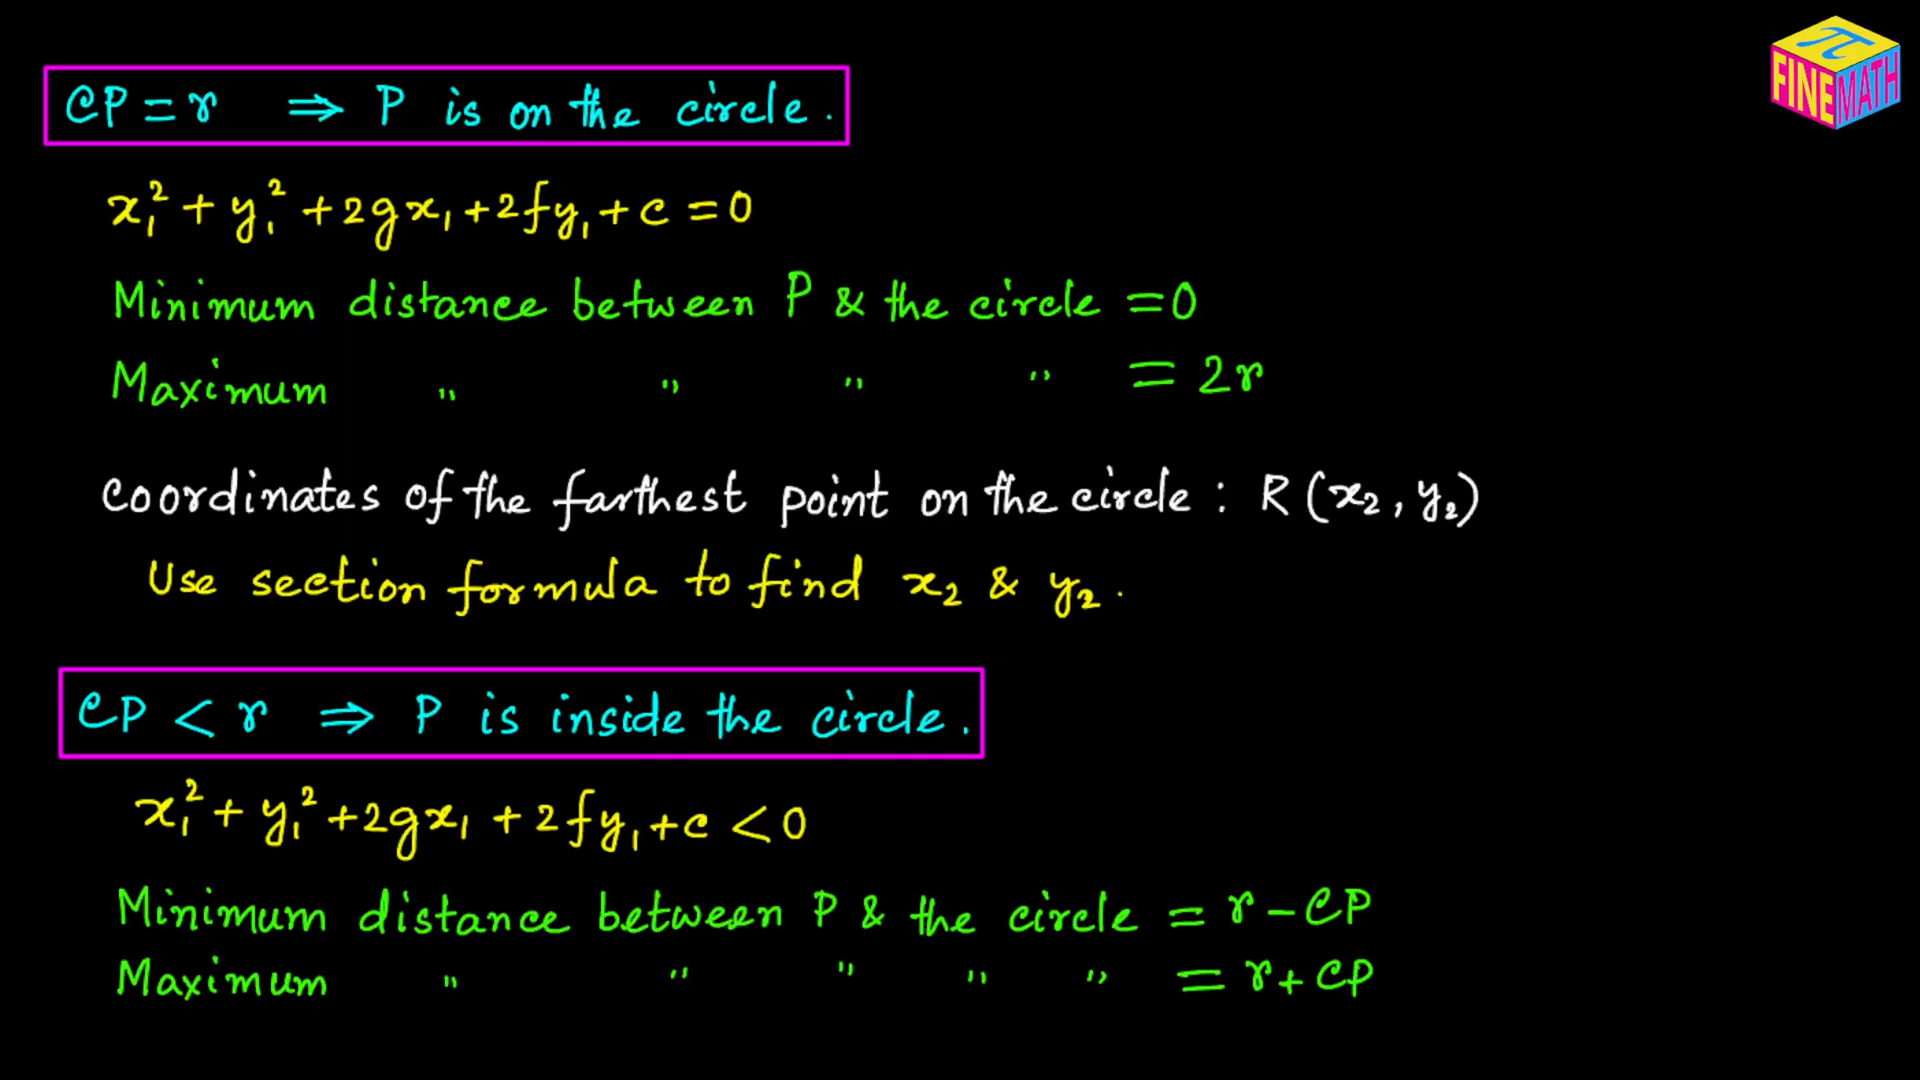 π
FINE MATH
CP = r ⇒ P is on the circle.
x₁² + y₁² + 2gx₁ + 2fy₁ + c = 0
Minimum distance between P & the circle = 0
Maximum " " " " = 2r
Coordinates of the farthest point on the circle : R (x₂, y₂)
Use section formula to find x₂ & y₂.
CP < r ⇒ P is inside the circle.
x₁² + y₁² + 2gx₁ + 2fy₁ + c < 0
Minimum distance between P & the circle = r - CP
Maximum " " " " " = r + CP